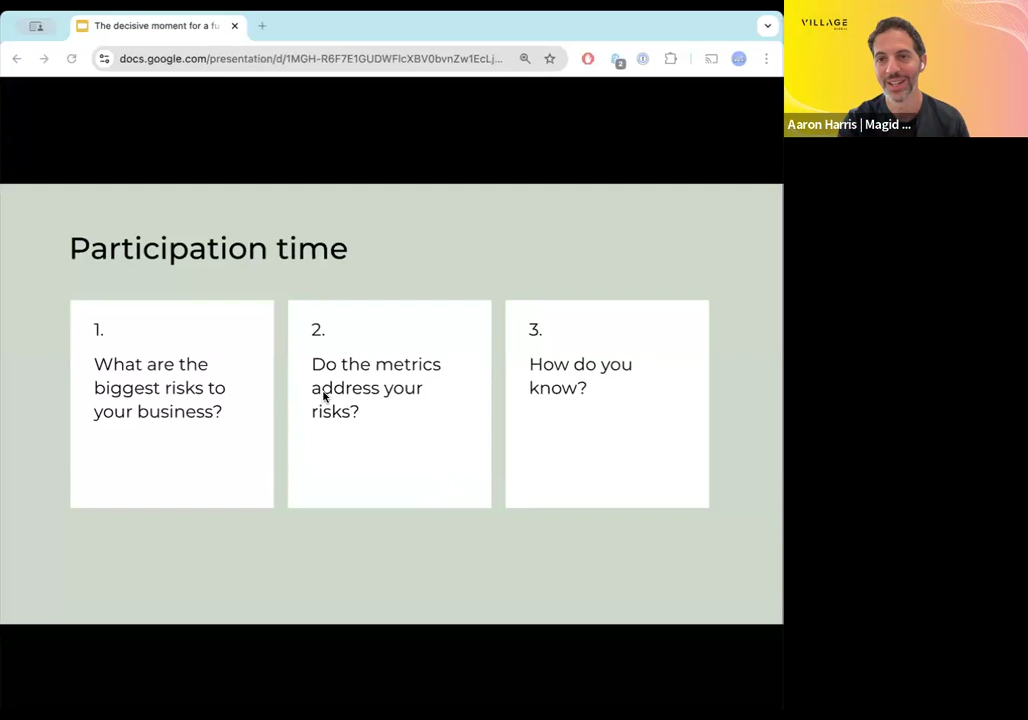 The decisive moment for a fu
docs.google.com/presentation/d/1MGH-R6F7E1GUDWFlcXBV0bvnZw1EcLj...
2
VILLAGE
Aaron Harris | Magid ...
Participation time
1.
What are the
biggest risks to
your business?
2.
Do the metrics
address your
risks?
3.
How do you
know?